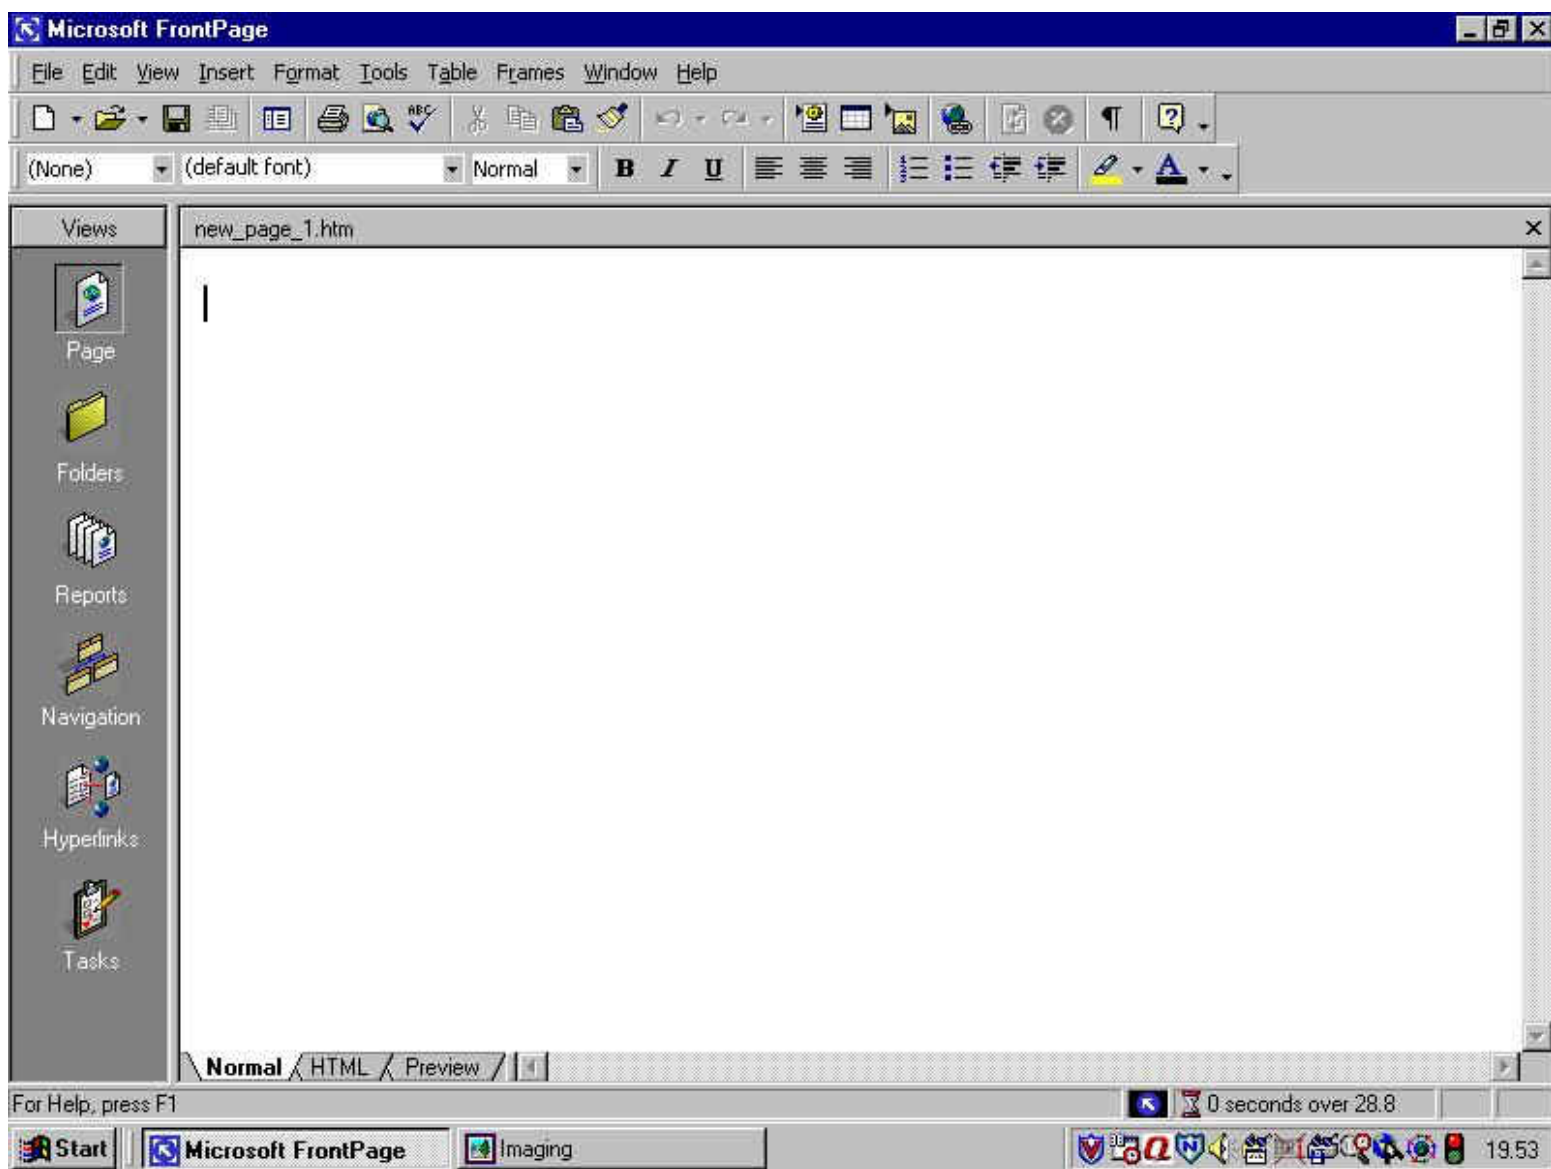 Microsoft FrontPage
File Edit View Insert Format Tools Table Frames Window Help
ABC
(None) (default font) Normal B I U A
Views new_page_1.htm
Page
Folders
Reports
Navigation
Hyperlinks
Tasks
Normal HTML Preview
For Help, press F1 0 seconds over 28.8
Start Microsoft FrontPage Imaging 19.53